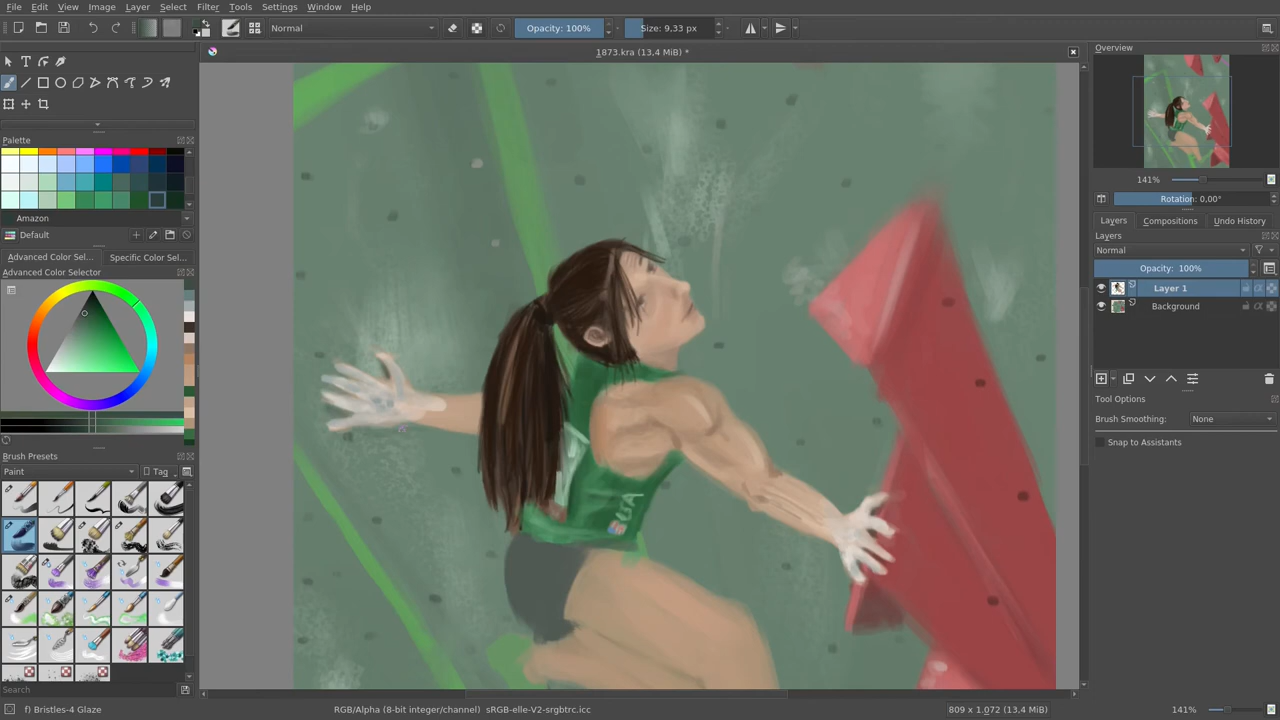 File Edit View Image Layer Select Filter Tools Settings Window Help
Normal Opacity: 100% Size: 9,33 px
1873.kra (13,4 MiB) *
Palette
Amazon
Default
Advanced Color Sel... Specific Color Sel...
Advanced Color Selector
Brush Presets
Paint Tag
Search
f) Bristles-4 Glaze
RGB/Alpha (8-bit integer/channel) sRGB-elle-V2-srgbtrc.icc
809 x 1.072 (13,4 MiB)
141%
Overview
141%
Rotation: 0,00°
Layers Compositions Undo History
Layers
Normal
Opacity: 100%
Layer 1
Background
Tool Options
Brush Smoothing: None
Snap to Assistants